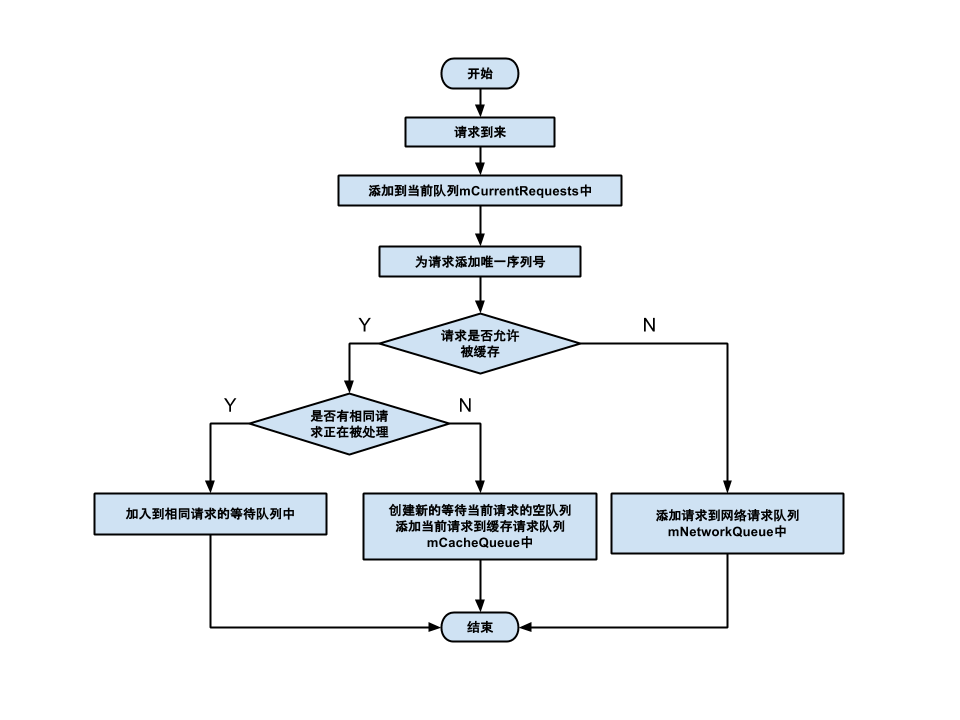 开始
请求到来
添加到当前队列mCurrentRequests中
为请求添加唯一序列号
请求是否允许
被缓存
Y
N
是否有相同请
求正在被处理
Y
N
加入到相同请求的等待队列中
创建新的等待当前请求的空队列
添加当前请求到缓存请求队列
mCacheQueue中
添加请求到网络请求队列
mNetworkQueue中
结束